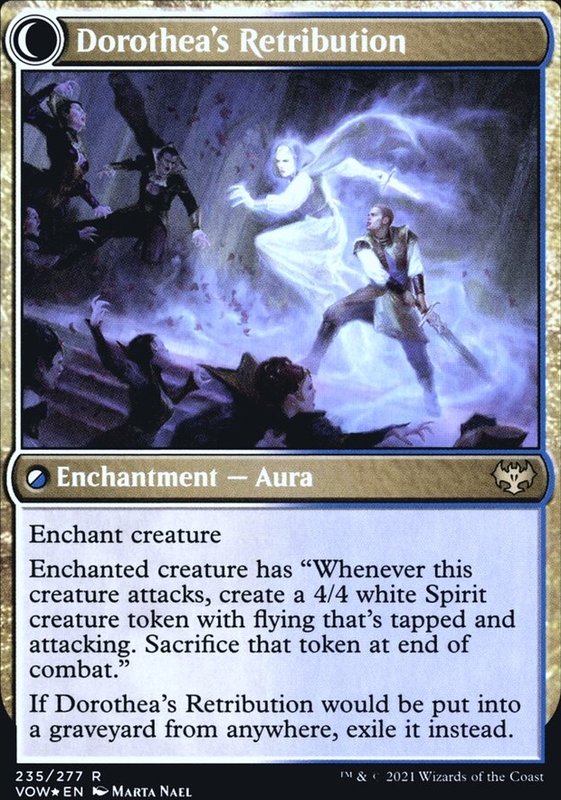 Dorothea's Retribution
Enchantment — Aura
Enchant creature
Enchanted creature has “Whenever this
creature attacks, create a 4/4 white Spirit
creature token with flying that's tapped and
attacking. Sacrifice that token at end of
combat.”
If Dorothea's Retribution would be put into
a graveyard from anywhere, exile it instead.
235/277 R
VOW★EN Marta Nael
™ & © 2021 Wizards of the Coast